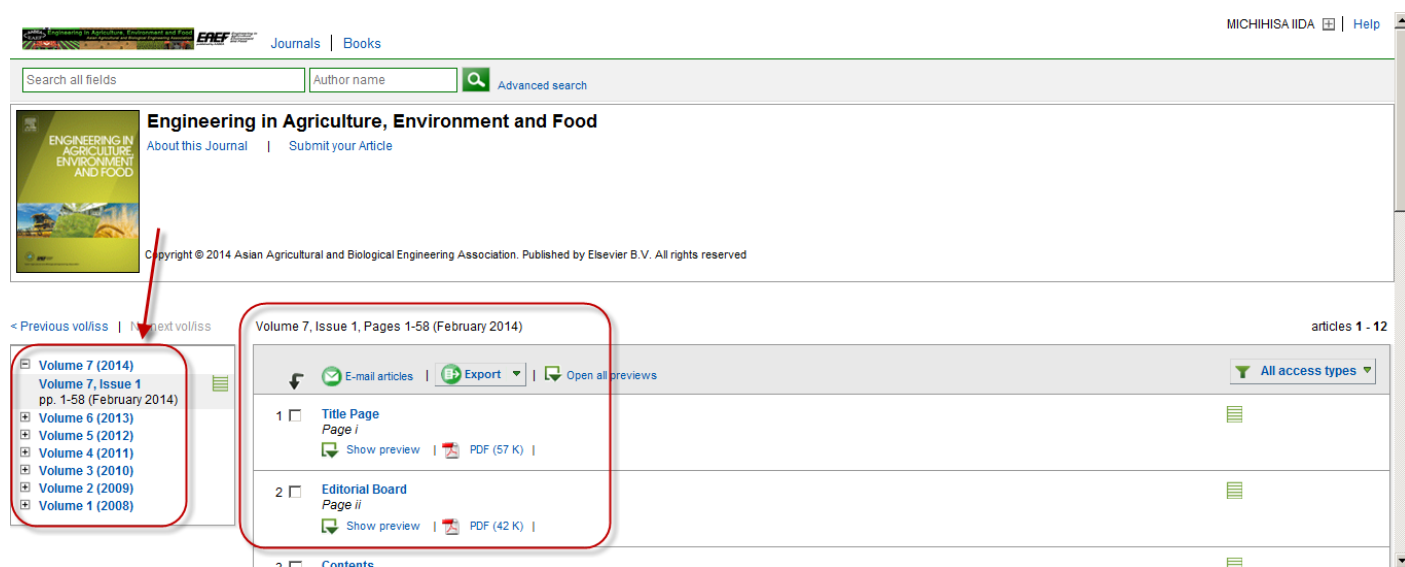 MICHIHISA IIDA | Help
Engineering in Agriculture, Environment and Food
EAEF
Journals | Books
Search all fields
Author name
Advanced search
ENGINEERING IN
AGRICULTURE,
ENVIRONMENT
AND FOOD
Engineering in Agriculture, Environment and Food
About this Journal | Submit your Article
Copyright © 2014 Asian Agricultural and Biological Engineering Association. Published by Elsevier B.V. All rights reserved
< Previous vol/iss | No next vol/iss
Volume 7 (2014)
Volume 7, Issue 1
pp. 1-58 (February 2014)
Volume 6 (2013)
Volume 5 (2012)
Volume 4 (2011)
Volume 3 (2010)
Volume 2 (2009)
Volume 1 (2008)
Volume 7, Issue 1, Pages 1-58 (February 2014)
articles 1 - 12
E-mail articles | Export | Open all previews
All access types
1 Title Page
Page i
Show preview | PDF (57 K) |
2 Editorial Board
Page ii
Show preview | PDF (42 K) |
3 Contents